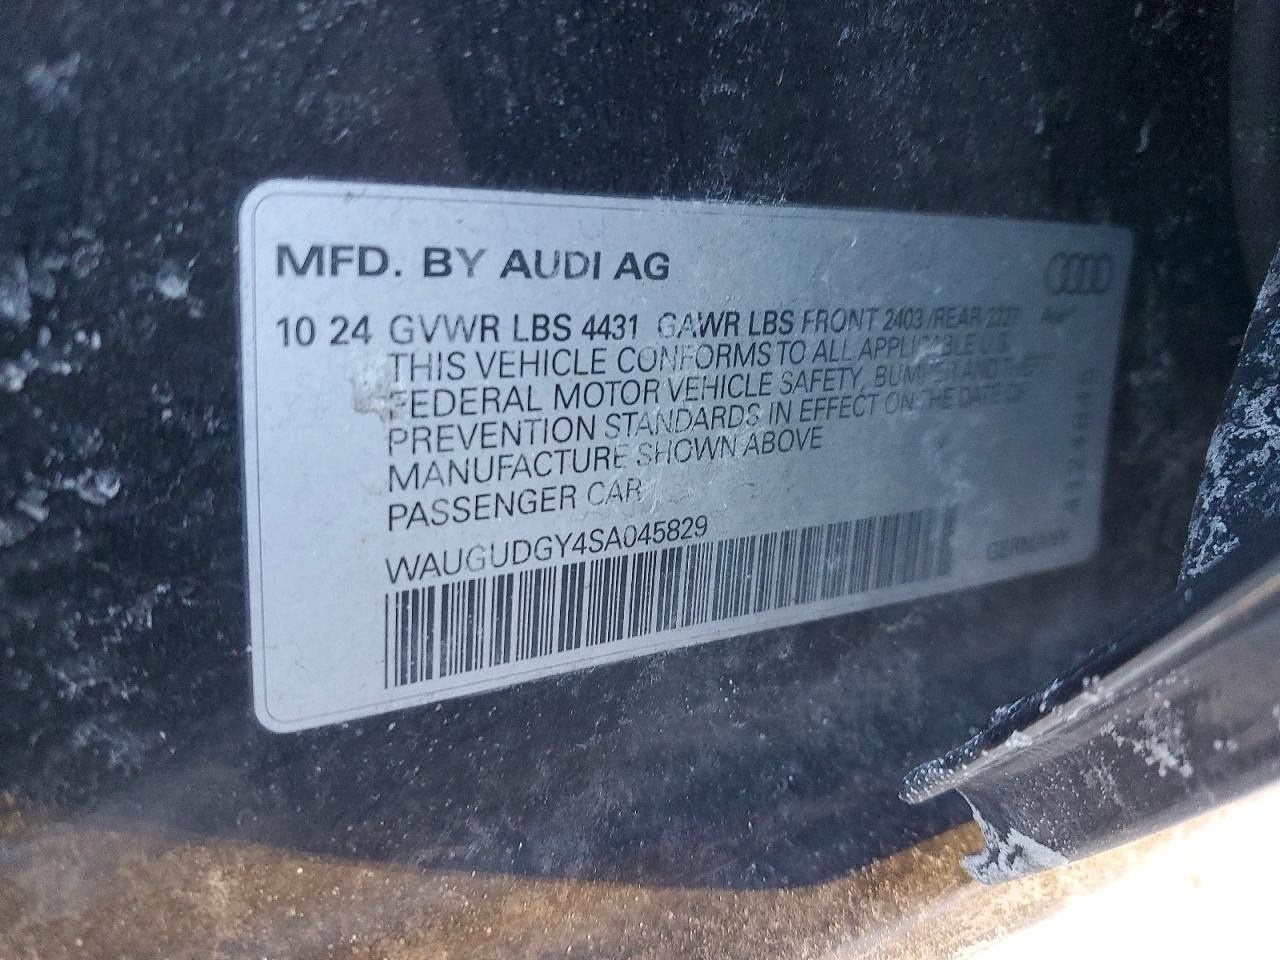 MFD. BY AUDI AG
10 24 GVWR LBS 4431 GAWR LBS FRONT 2403 /REAR 2227
THIS VEHICLE CONFORMS TO ALL APPLICABLE U.S.
FEDERAL MOTOR VEHICLE SAFETY, BUMPER AND THEFT
PREVENTION STANDARDS IN EFFECT ON THE DATE OF
MANUFACTURE SHOWN ABOVE
PASSENGER CAR
WAUGUDGY4SA045829
Audi
GERMANY